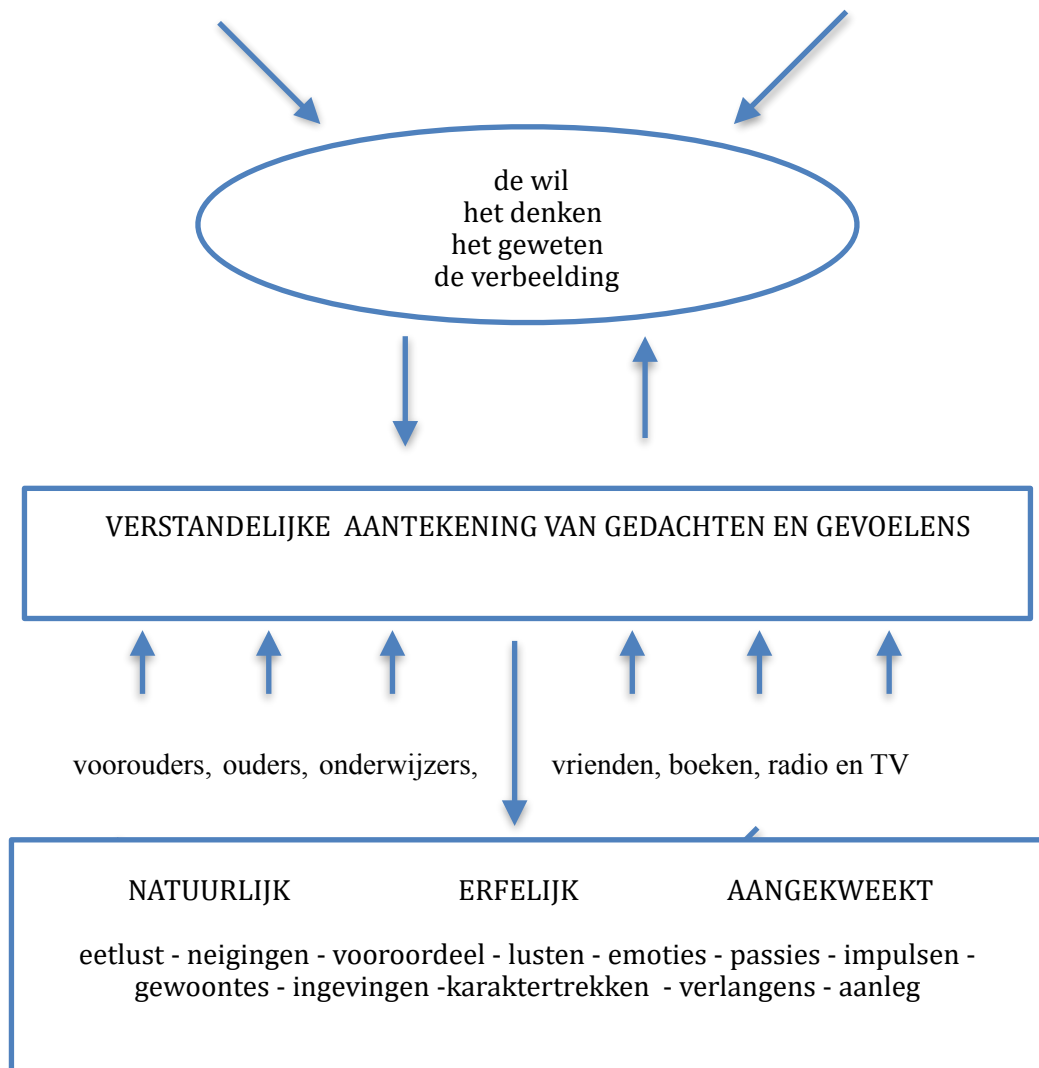 de wil
het denken
het geweten
de verbeelding
VERSTANDELIJKE AANTEKENING VAN GEDACHTEN EN GEVOELENS
voorouders, ouders, onderwijzers, vrienden, boeken, radio en TV
NATUURLIJK ERFELIJK AANGEKWEEKT
eetlust - neigingen - vooroordeel - lusten - emoties - passies - impulsen -
gewoontes - ingevingen -karaktertrekken - verlangens - aanleg